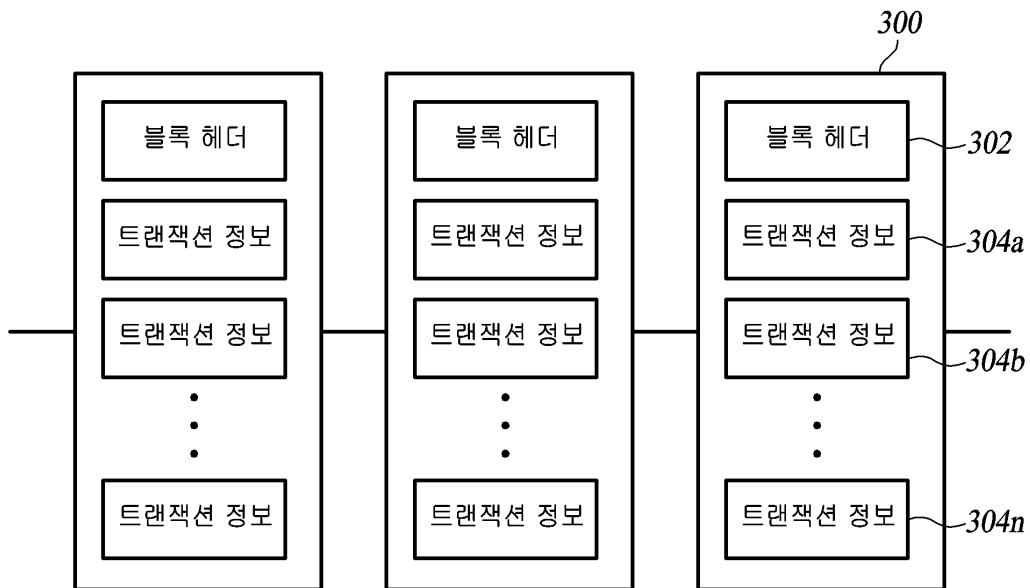 300
블록 헤더
블록 헤더
블록 헤더
302
트랜잭션 정보
트랜잭션 정보
트랜잭션 정보
304a
트랜잭션 정보
트랜잭션 정보
트랜잭션 정보
304b
트랜잭션 정보
트랜잭션 정보
트랜잭션 정보
304n